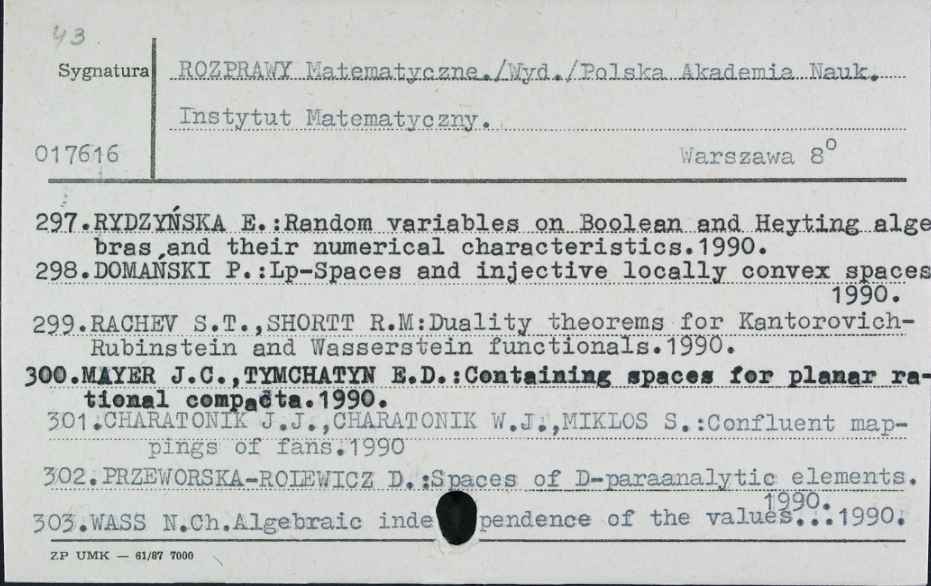 43
Sygnatura ROZPRAWY Matematyczne./Wyd./Polska Akademia Nauk.
Instytut Matematyczny.
017616 Warszawa 8°
297.RYDZYŃSKA E.:Random variables on Boolean and Heyting alge
bras and their numerical characteristics.1990.
298.DOMAŃSKI P.:Lp-Spaces and injective locally convex spaces
1990.
299.RACHEV S.T.,SHORTT R.M:Duality theorems for Kantorovich-
Rubinstein and Wasserstein functionals.1990.
300.MAYER J.C.,TYMCHATYN E.D.:Containing spaces for planar ra-
tional compacta.1990.
301.CHARATONIK J.J.,CHARATONIK W.J.,MIKLOS S.:Confluent map-
pings of fans.1990
302.PRZEWORSKA-ROLEWICZ D.:Spaces of D-paraanalytic elements.
1990.
303.WASS N.Ch.Algebraic independence of the values...1990.
ZP UMK — 61/87 7000